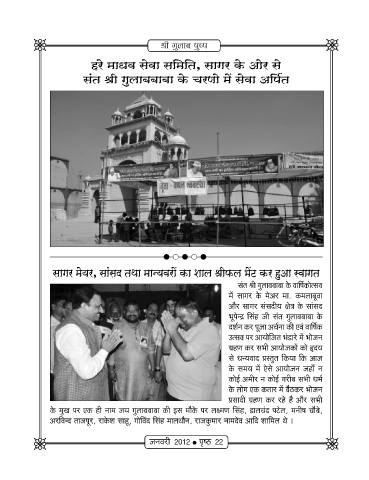 श्री गुलाब पुष्प
हरे माधव सेवा समिति, सागर के ओर से
संत श्री गुलाबबाबा के चरणी में सेवा अर्पित
सागर मेयर, सांसद तथा मान्यवरों का शाल श्रीफल भेंट कर हुआ स्वागत
संत श्री गुलाबबाबा के वार्षिकोत्सव
में सागर के मेअर मा. कमलाबूवा
और सागर संसदीय क्षेत्र के सांसद
भूपेन्द्र सिंह जी संत गुलाबबाबा के
दर्शन कर पूजा अर्चना की एवं वार्षिक
उत्सव पर आयोजित भंडारे में भोजन
ग्रहण कर सभी आयोजकों को हृदय
से धन्यवाद प्रस्तुत किया कि आज
के समय में ऐसे आयोजन जहाँ न
कोई अमीर न कोई गरीब सभी धर्म
के लोग एक कतार में बैठकर भोजन
प्रसादी ग्रहण कर रहे है और सभी
के मुख पर एक ही नाम जय गुलाबबाबा की इस मौके पर लक्ष्मण सिंह, डालचंद पटेल, मनीष चौबे,
अरविन्द लाजपूर, राकेश साहू, गोविंद सिंह मालथौन, राजकुमार नामदेव आदि शामिल थे ।
जनवरी 2012 ● पृष्ठ 22